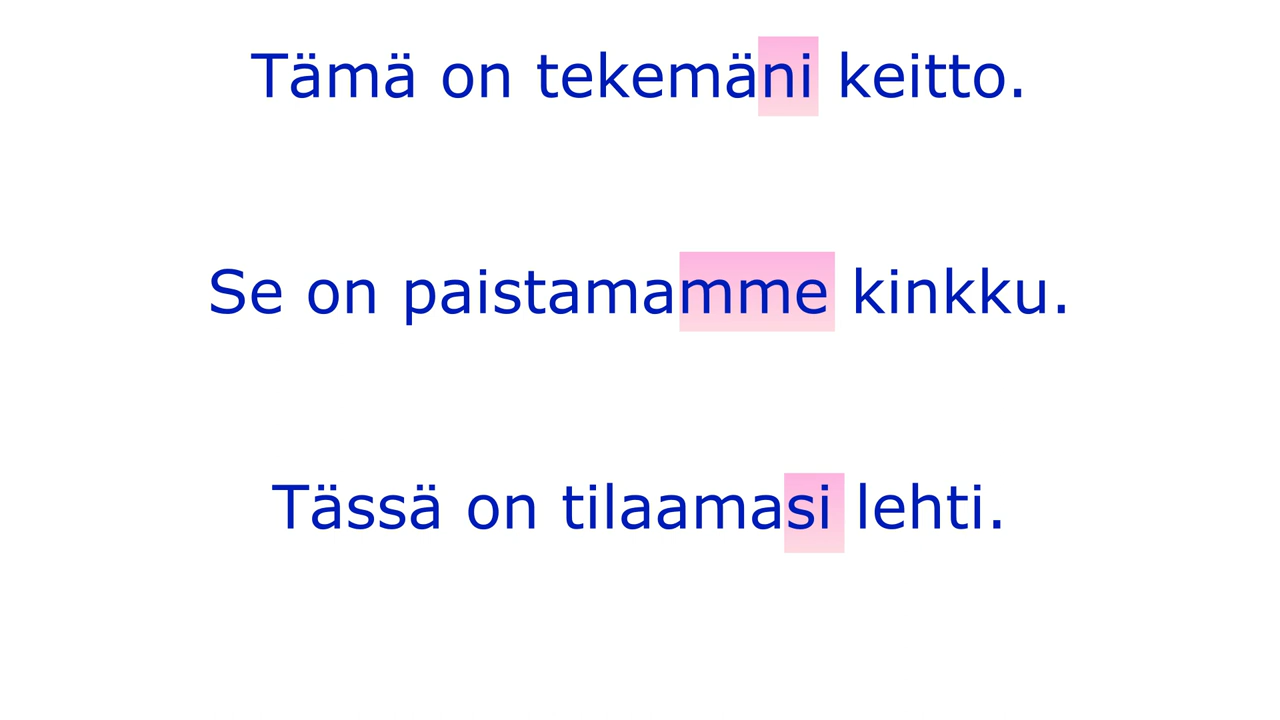 Tämä on tekemäni keitto.
Se on paistamamme kinkku.
Tässä on tilaamasi lehti.